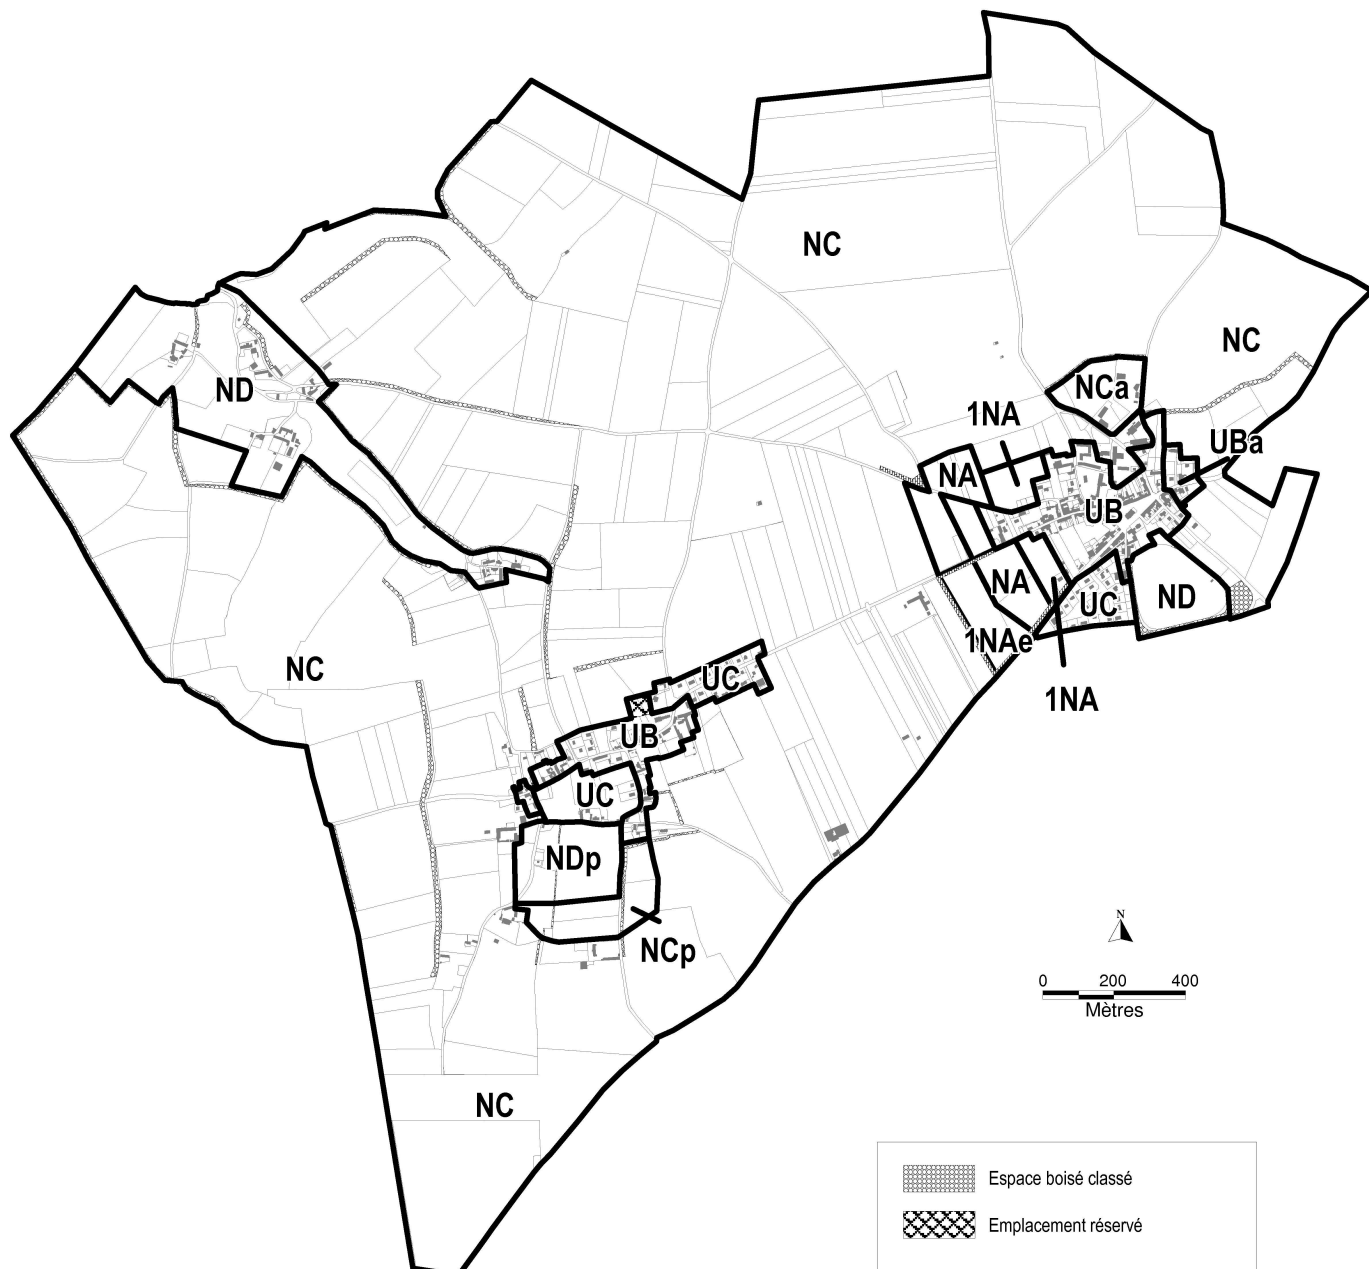 NC
NC
NCa
ND
1NA
UBa
NA
UB
NA
UC
ND
1NAe
NC
UC
1NA
UB
UC
NDp
NCp
N
0 200 400
Mètres
NC
Espace boisé classé
Emplacement réservé